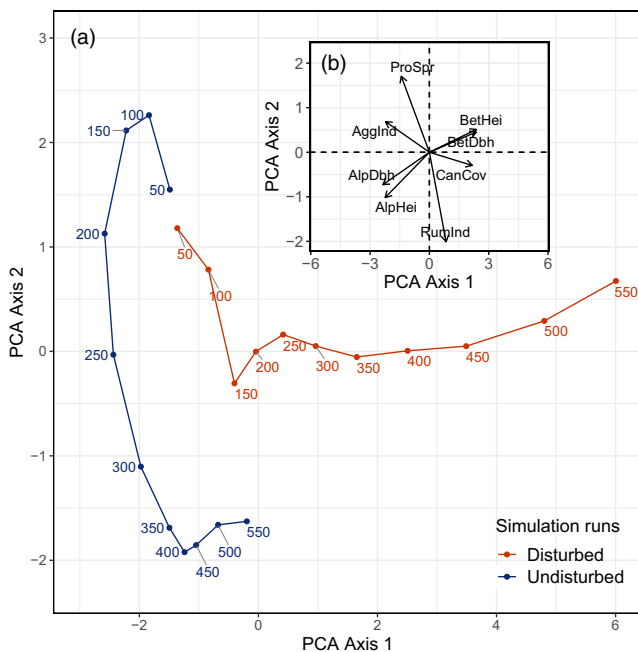 (a)
(b)
PCA Axis 2
3
2
1
0
−1
−2
−2
0
2
4
6
PCA Axis 1
PCA Axis 2
2
1
0
−1
−2
−6
−3
0
3
6
PCA Axis 1
ProSpr
AggInd
BetHei
BetDbh
CanCov
AlpDbh
AlpHei
RumInd
50
100
150
200
250
300
350
400
450
500
550
50
100
150
200
250
300
350
400
450
500
550
Simulation runs
Disturbed
Undisturbed